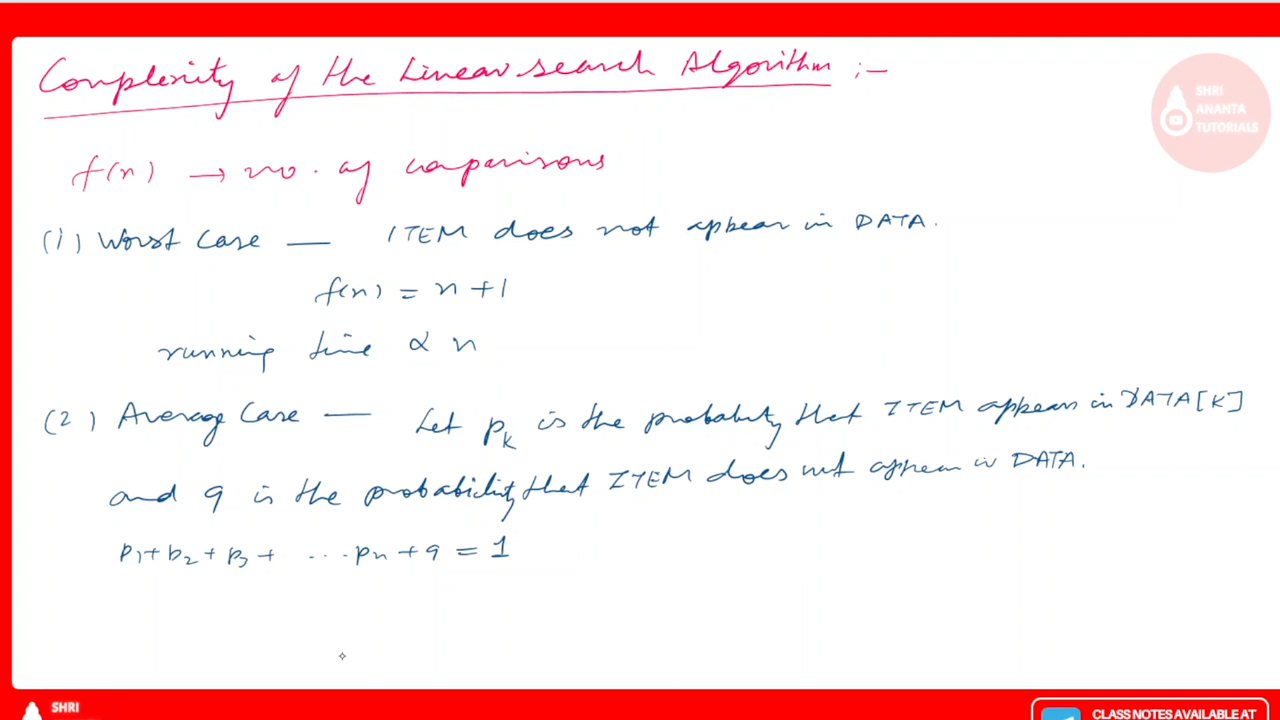 Complexity of the Linear search Algorithm :-
SHRI
ANANTA
TUTORIALS
f(n) → no. of comparisons
(1) Worst Case — ITEM does not appear in DATA.
f(n) = n+1
running time ∝ n
(2) Average Case — Let pₖ is the probability that ITEM appears in DATA[K]
and q is the probability that ITEM does not appear in DATA.
p₁+p₂+p₃+ ...pₙ+q = 1
SHRI
CLASS NOTES AVAILABLE AT